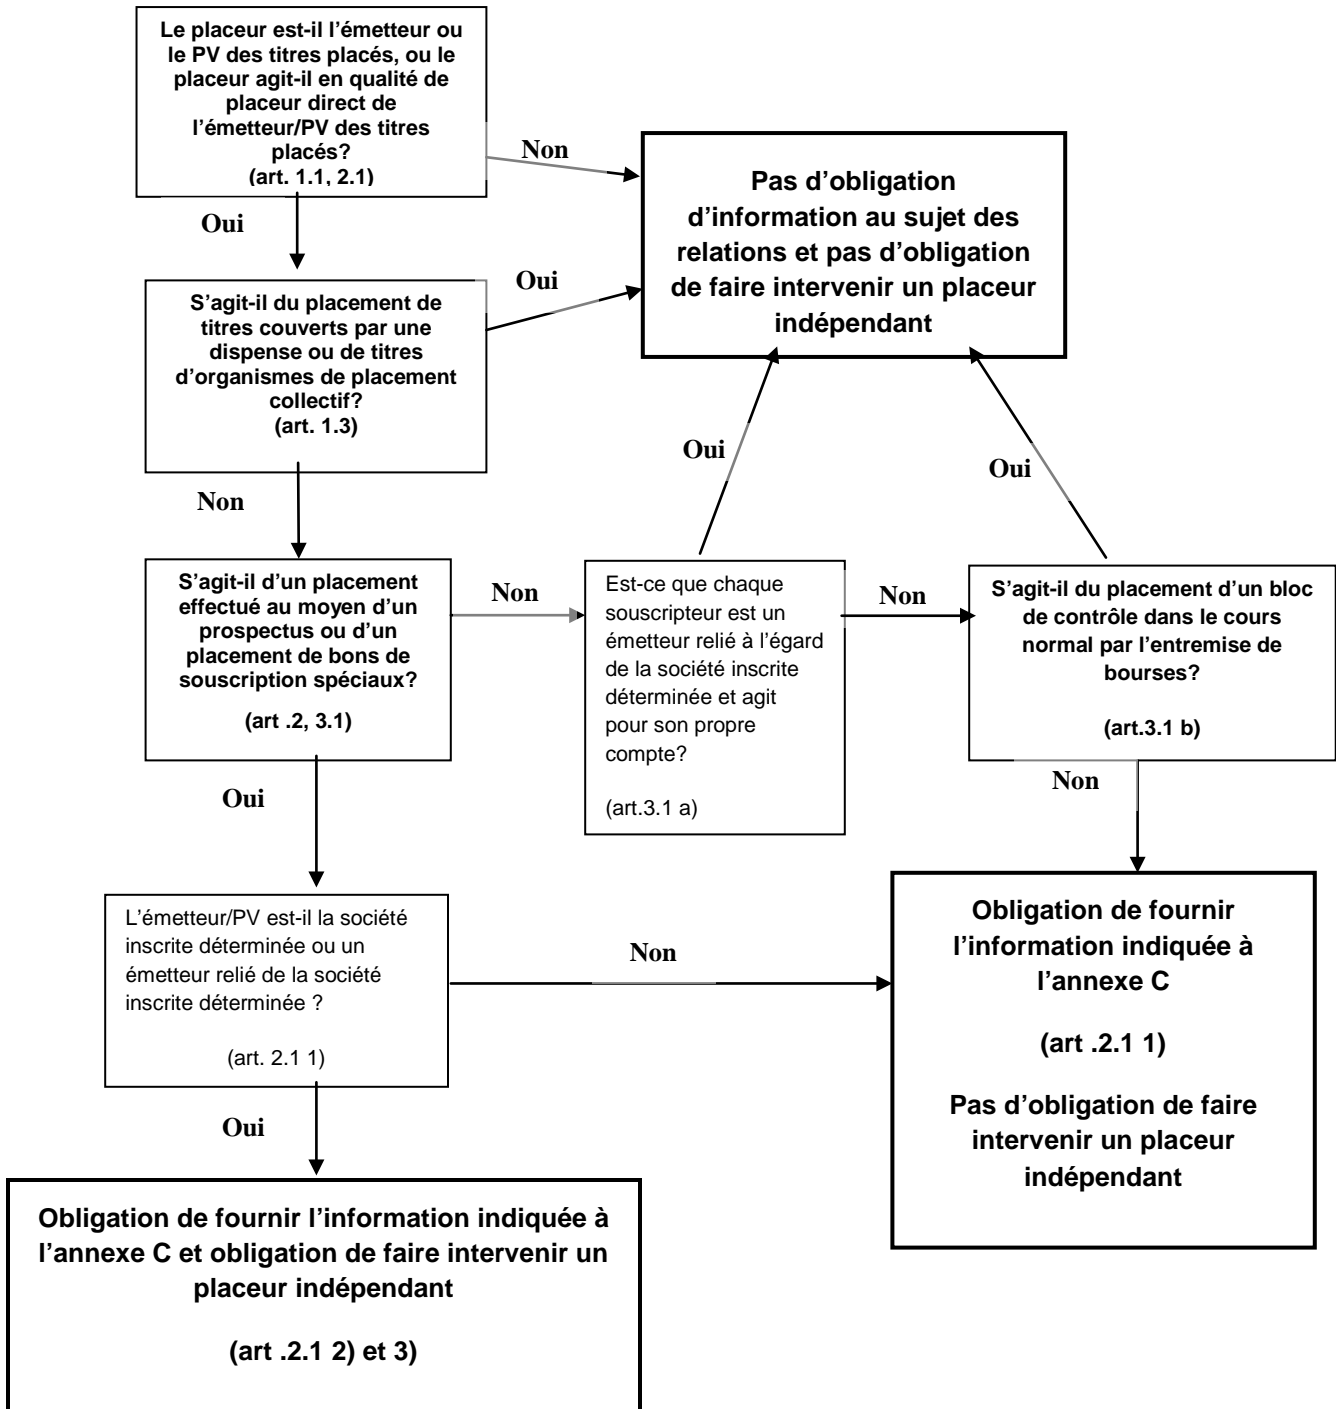 Le placeur est-il l’émetteur ou
le PV des titres placés, ou le
placeur agit-il en qualité de
placeur direct de
l’émetteur/PV des titres
placés?
(art. 1.1, 2.1)
Non
Oui
Pas d’obligation
d’information au sujet des
relations et pas d’obligation
de faire intervenir un placeur
indépendant
S’agit-il du placement de
titres couverts par une
dispense ou de titres
d’organismes de placement
collectif?
(art. 1.3)
Oui
Non
Oui
Oui
S’agit-il d’un placement
effectué au moyen d’un
prospectus ou d’un
placement de bons de
souscription spéciaux?
(art .2, 3.1)
Non
Oui
Est-ce que chaque
souscripteur est un
émetteur relié à l’égard
de la société inscrite
déterminée et agit
pour son propre
compte?
(art.3.1 a)
Non
S’agit-il du placement d’un bloc
de contrôle dans le cours
normal par l’entremise de
bourses?
(art.3.1 b)
Non
L’émetteur/PV est-il la société
inscrite déterminée ou un
émetteur relié de la société
inscrite déterminée ?
(art. 2.1 1)
Non
Oui
Obligation de fournir
l’information indiquée à
l’annexe C
(art .2.1 1)
Pas d’obligation de faire
intervenir un placeur
indépendant
Obligation de fournir l’information indiquée à
l’annexe C et obligation de faire intervenir un
placeur indépendant
(art .2.1 2) et 3)